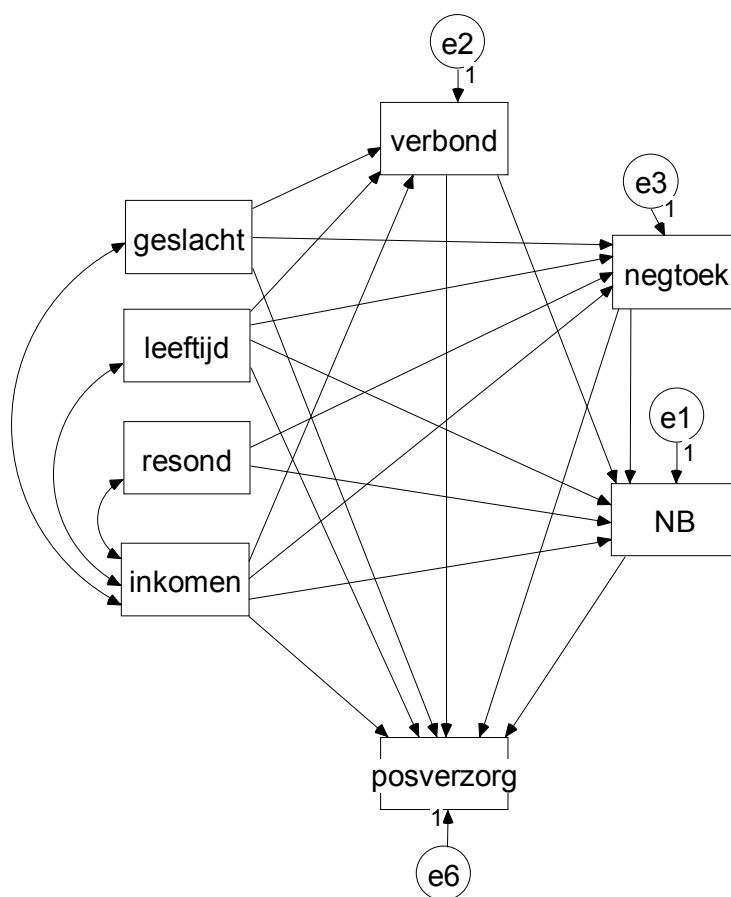 e2
1
verbond
e3
1
geslacht
negtoek
leeftijd
e1
1
resond
NB
inkomen
posverzorg
1
e6